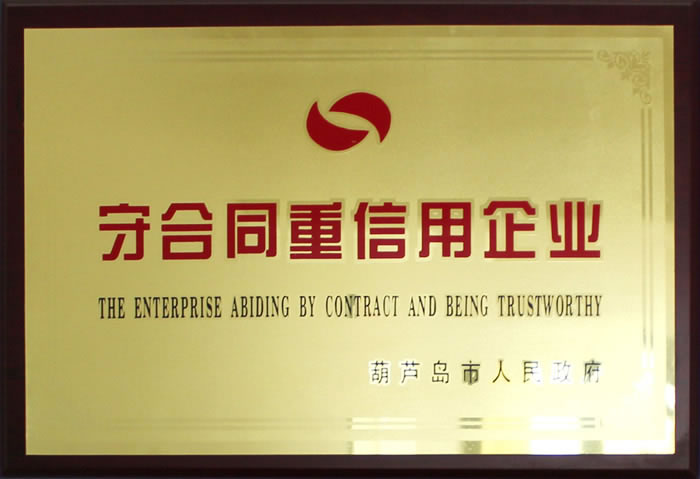 守合同重信用企业
THE ENTERPRISE ABIDING BY CONTRACT AND BEING TRUSTWORTHY
葫芦岛市人民政府